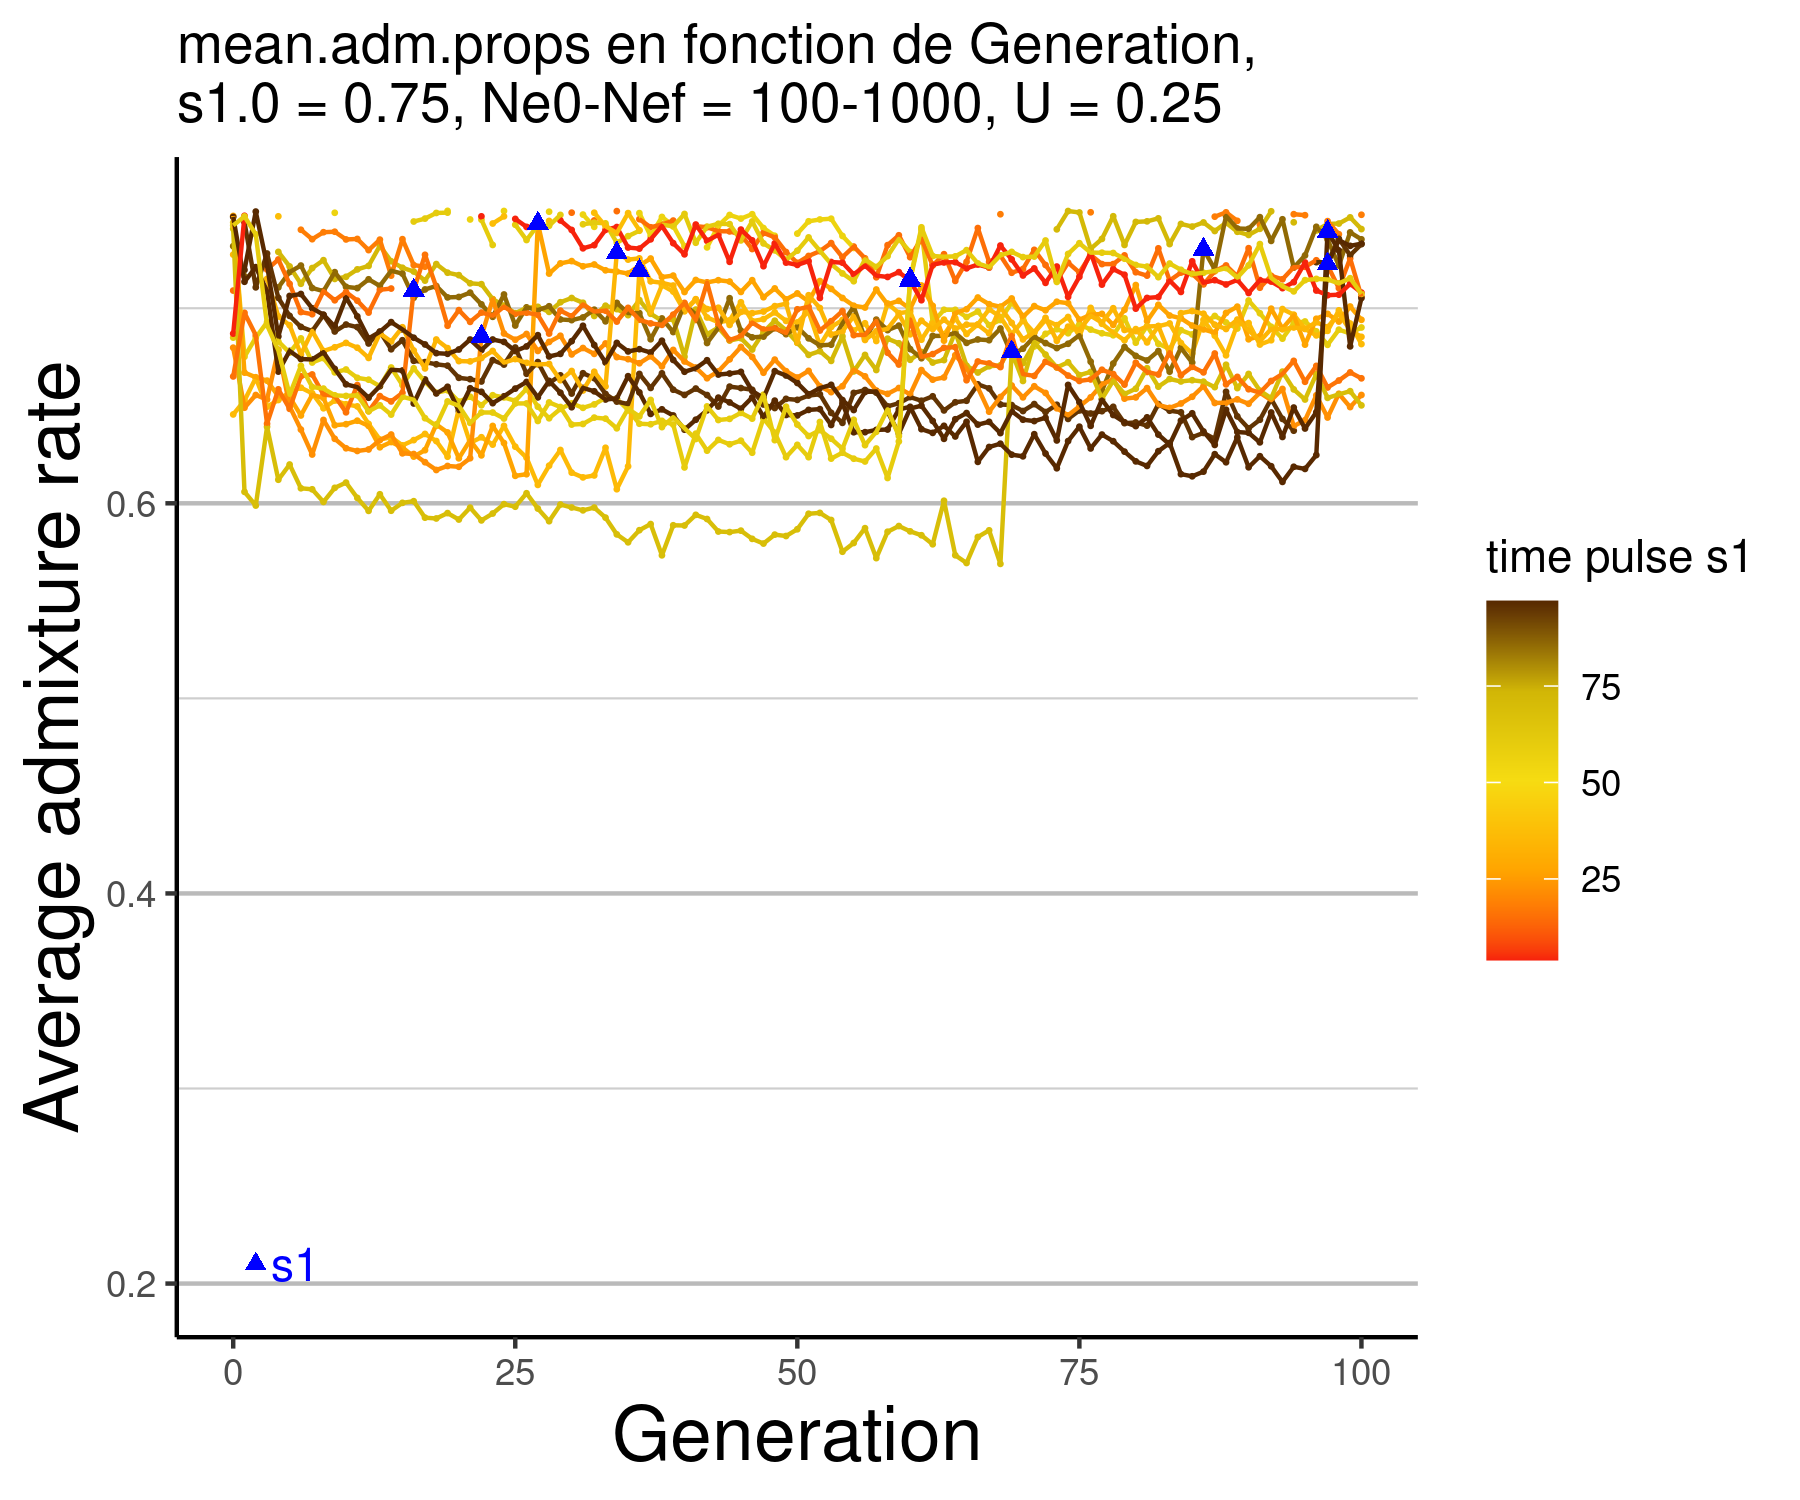 mean.adm.props en fonction de Generation,
s1.0 = 0.75, Ne0-Nef = 100-1000, U = 0.25
Average admixture rate
0.6
0.4
0.2
s1
0
25
50
75
100
Generation
time pulse s1
75
50
25